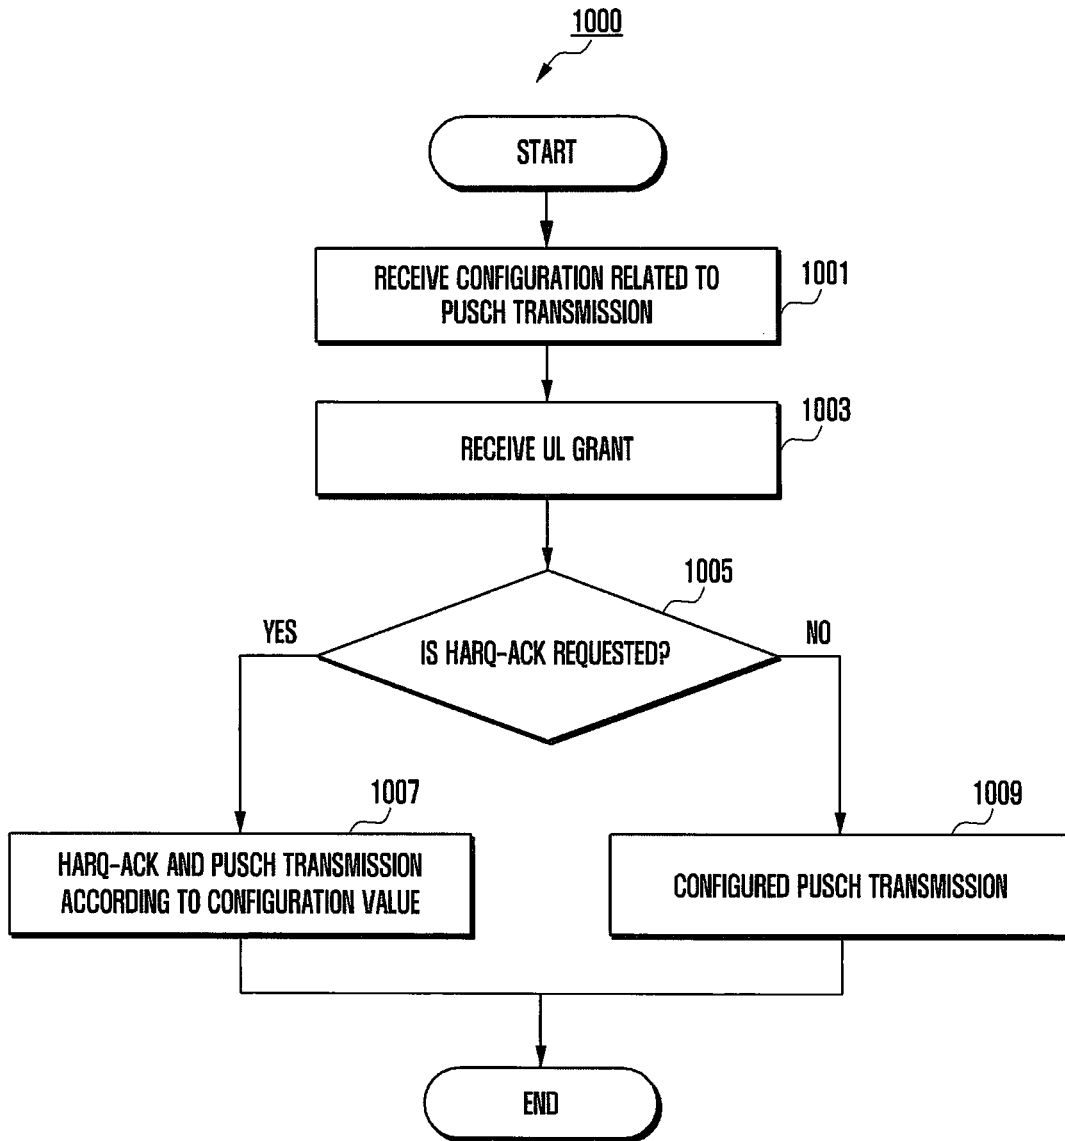 1000
START
RECEIVE CONFIGURATION RELATED TO
PUSCH TRANSMISSION
1001
RECEIVE UL GRANT
1003
1005
YES
IS HARQ-ACK REQUESTED?
NO
1007
HARQ-ACK AND PUSCH TRANSMISSION
ACCORDING TO CONFIGURATION VALUE
1009
CONFIGURED PUSCH TRANSMISSION
END